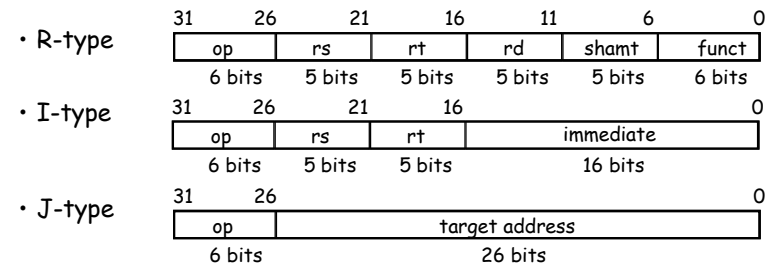 31 26 21 16 11 6 0
• R-type op rs rt rd shamt funct
6 bits 5 bits 5 bits 5 bits 5 bits 6 bits
31 26 21 16 0
• I-type op rs rt immediate
6 bits 5 bits 5 bits 16 bits
31 26 0
• J-type op target address
6 bits 26 bits